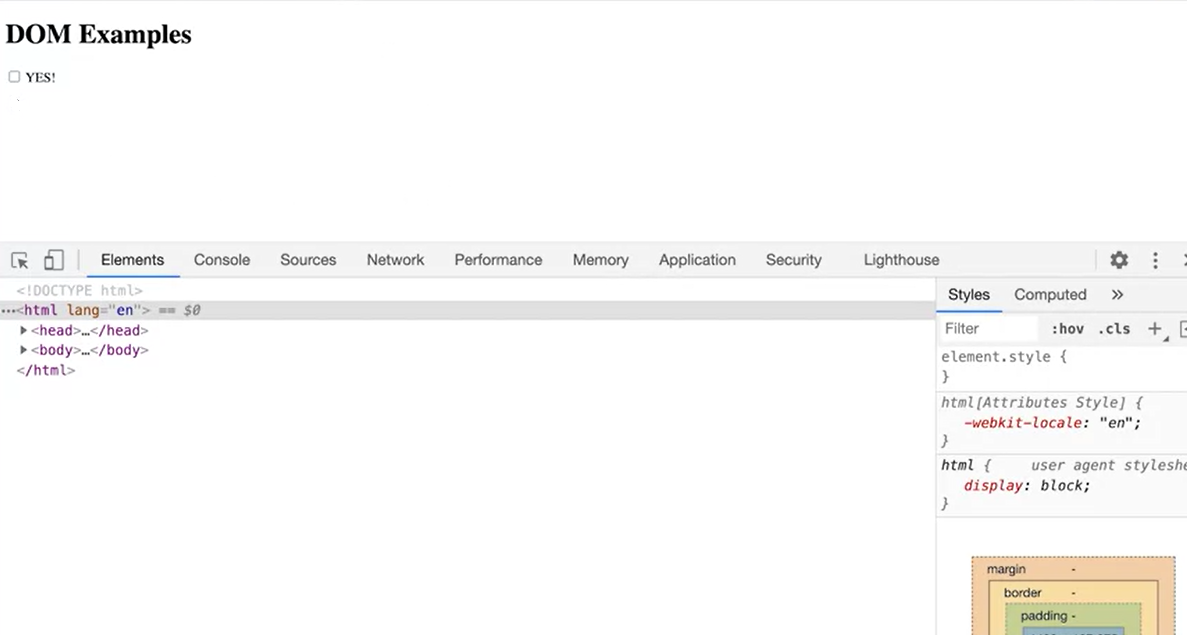 DOM Examples
YES!
Elements Console Sources Network Performance Memory Application Security Lighthouse
<!DOCTYPE html>
…<html lang="en"> == $0
<head>…</head>
<body>…</body>
</html>
Styles Computed »
Filter :hov .cls +
element.style {
}
html[Attributes Style] {
-webkit-locale: "en";
}
html { user agent styleshe
display: block;
}
margin -
border -
padding -